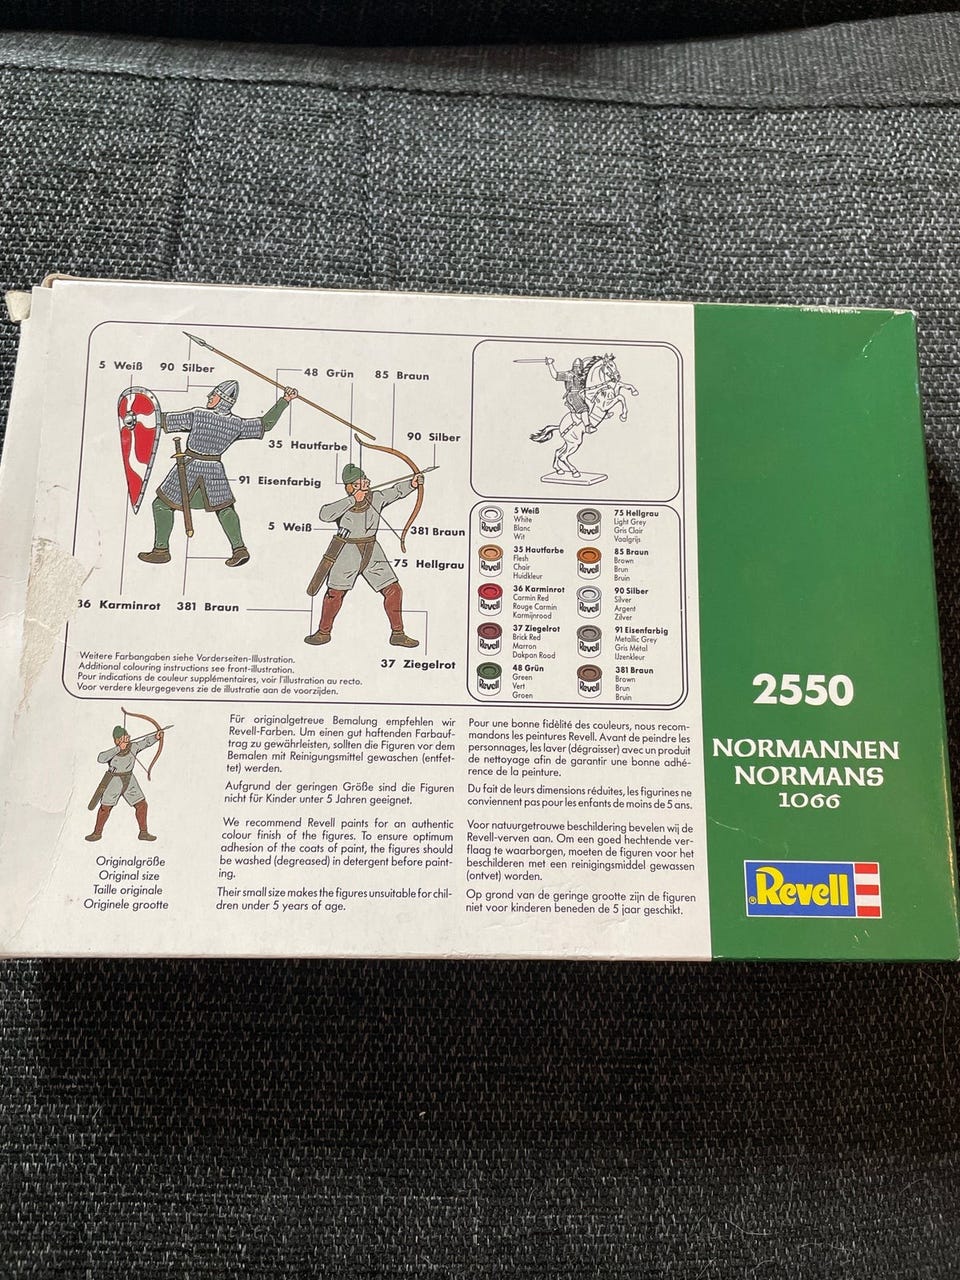 5 Weiß
90 Silber
48 Grün
85 Braun
35 Hautfarbe
90 Silber
91 Eisenfarbig
5 Weiß
381 Braun
75 Hellgrau
36 Karminrot
381 Braun
37 Ziegelrot
Weitere Farbangaben siehe Vorderseiten-Illustration.
Additional colouring instructions see front-illustration.
Pour indications de couleur supplémentaires, voir l'illustration au recto.
Voor verdere kleurgegevens zie de illustratie aan de voorzijden.
Revell
5 Weiß
White
Blanc
Wit
Revell
35 Hautfarbe
Flesh
Chair
Huidkleur
Revell
36 Karminrot
Carmin Red
Rouge Carmin
Karmijnrood
Revell
37 Ziegelrot
Brick Red
Marron
Dakpan Rood
Revell
48 Grün
Green
Vert
Groen
Revell
75 Hellgrau
Light Grey
Gris Clair
Vaalgrijs
Revell
85 Braun
Brown
Brun
Bruin
Revell
90 Silber
Silver
Argent
Zilver
Revell
91 Eisenfarbig
Metallic Grey
Gris Métal
IJzenkleur
Revell
381 Braun
Brown
Brun
Bruin
Originalgröße
Original size
Taille originale
Originele grootte
Für originalgetreue Bemalung empfehlen wir
Revell-Farben. Um einen gut haftenden Farbauf-
trag zu gewährleisten, sollten die Figuren vor dem
Bemalen mit Reinigungsmittel gewaschen (entfet-
tet) werden.
Aufgrund der geringen Größe sind die Figuren
nicht für Kinder unter 5 Jahren geeignet.
We recommend Revell paints for an authentic
colour finish of the figures. To ensure optimum
adhesion of the coats of paint, the figures should
be washed (degreased) in detergent before paint-
ing.
Their small size makes the figures unsuitable for chil-
dren under 5 years of age.
Pour une bonne fidélité des couleurs, nous recom-
mandons les peintures Revell. Avant de peindre les
personnages, les laver (dégraisser) avec un produit
de nettoyage afin de garantir une bonne adhé-
rence de la peinture.
Du fait de leurs dimensions réduites, les figurines ne
conviennent pas pour les enfants de moins de 5 ans.
Voor natuurgetrouwe beschildering bevelen wij de
Revell-verven aan. Om een goed hechtende ver-
flaag te waarborgen, moeten de figuren voor het
beschilderen met een reinigingsmiddel gewassen
(ontvet) worden.
Op grond van de geringe grootte zijn de figuren
niet voor kinderen beneden de 5 jaar geschikt.
2550
NORMANNEN
NORMANS
1066
®Revell